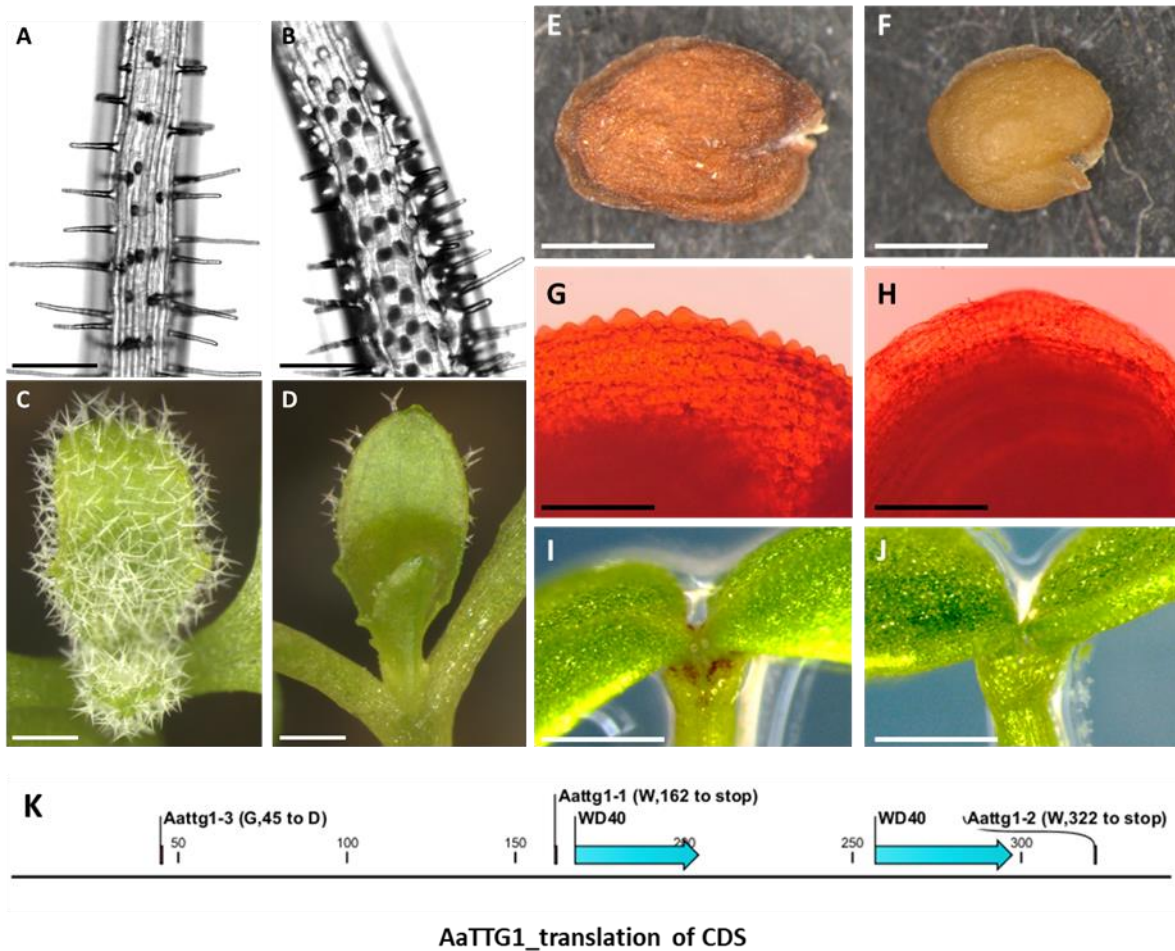 A
B
E
F
G
H
C
D
I
J
K
Aattg1-3 (G,45 to D)
Aattg1-1 (W,162 to stop)
WD40
WD40
Aattg1-2 (W,322 to stop)
50
100
150
200
250
300
AaTTG1_translation of CDS